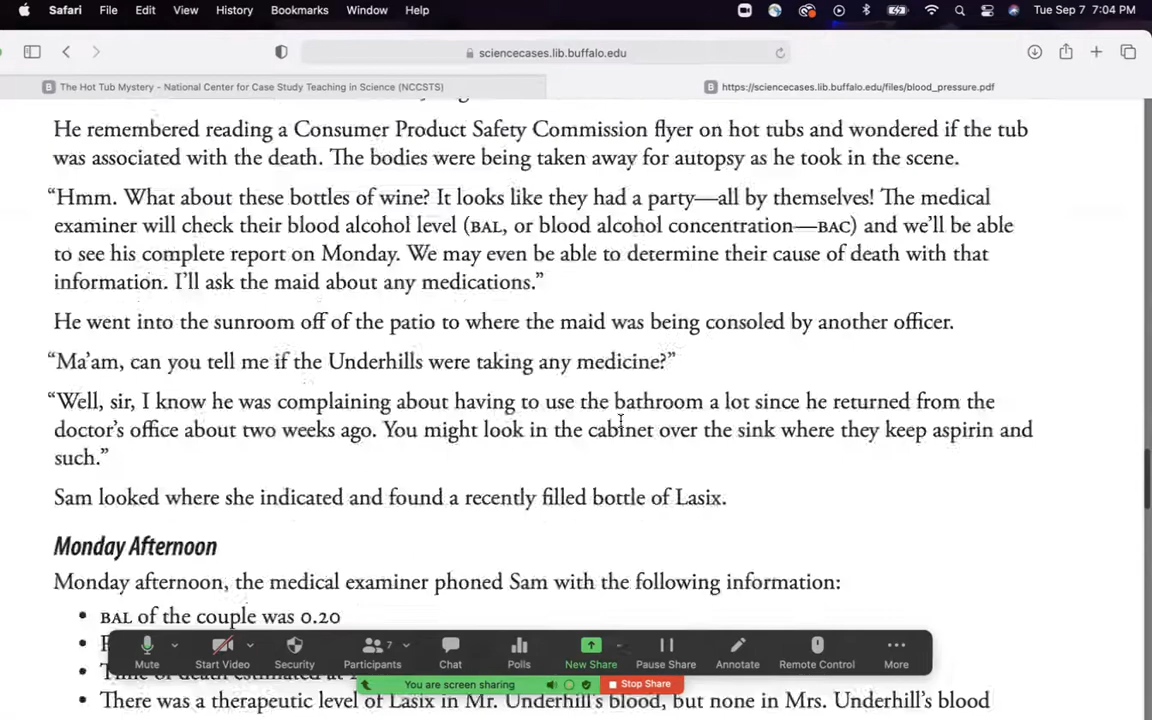 Safari File Edit View History Bookmarks Window Help Tue Sep 7 7:04 PM
sciencecases.lib.buffalo.edu
B The Hot Tub Mystery - National Center for Case Study Teaching in Science (NCCSTS) B https://sciencecases.lib.buffalo.edu/files/blood_pressure.pdf
He remembered reading a Consumer Product Safety Commission flyer on hot tubs and wondered if the tub
was associated with the death. The bodies were being taken away for autopsy as he took in the scene.
“Hmm. What about these bottles of wine? It looks like they had a party—all by themselves! The medical
examiner will check their blood alcohol level (BAL, or blood alcohol concentration—BAC) and we’ll be able
to see his complete report on Monday. We may even be able to determine their cause of death with that
information. I’ll ask the maid about any medications.”
He went into the sunroom off of the patio to where the maid was being consoled by another officer.
“Ma’am, can you tell me if the Underhills were taking any medicine?”
“Well, sir, I know he was complaining about having to use the bathroom a lot since he returned from the
doctor’s office about two weeks ago. You might look in the cabinet over the sink where they keep aspirin and
such.”
Sam looked where she indicated and found a recently filled bottle of Lasix.
Monday Afternoon
Monday afternoon, the medical examiner phoned Sam with the following information:
• BAL of the couple was 0.20
• Time of death estimated at
• There was a therapeutic level of Lasix in Mr. Underhill’s blood, but none in Mrs. Underhill’s blood
7
Mute Start Video Security Participants Chat Polls New Share Pause Share Annotate Remote Control More
You are screen sharing Stop Share